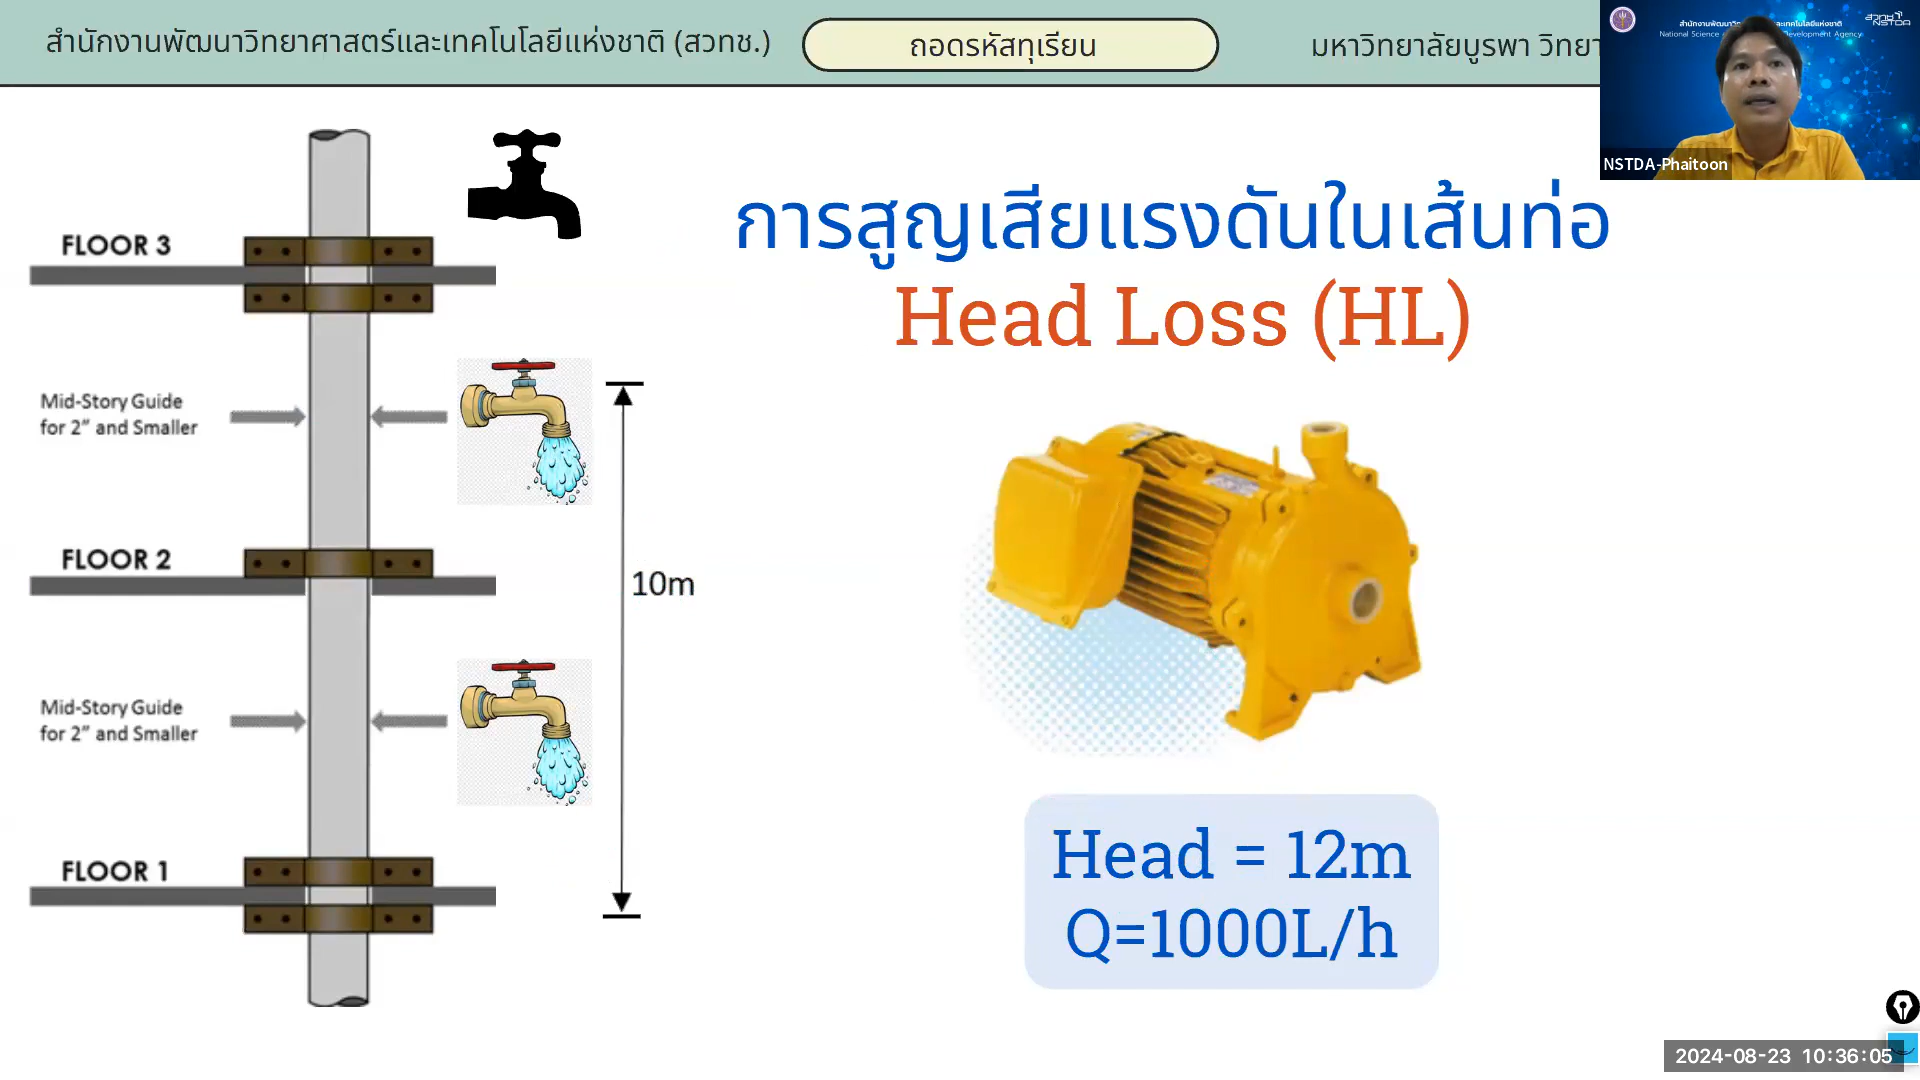 สำนักงานพัฒนาวิทยาศาสตร์และเทคโนโลยีแห่งชาติ (สวทช.)
ถอดรหัสทุเรียน
มหาวิทยาลัยบูรพา วิทยา
NSTDA
National Science
Development Agency
NSTDA-Phaitoon
การสูญเสียแรงดันในเส้นท่อ
Head Loss (HL)
FLOOR 3
Mid-Story Guide
for 2" and Smaller
FLOOR 2
10m
Mid-Story Guide
for 2" and Smaller
FLOOR 1
Head = 12m
Q=1000L/h
2024-08-23 10:36:05